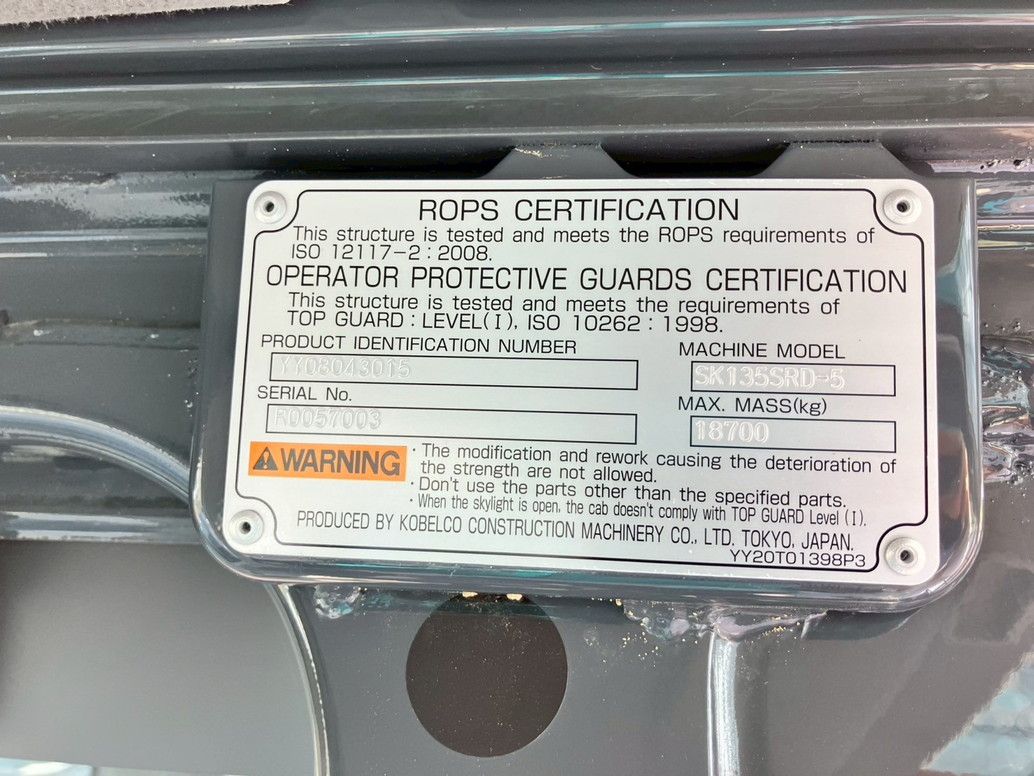 ROPS CERTIFICATION
This structure is tested and meets the ROPS requirements of
ISO 12117-2 : 2008.
OPERATOR PROTECTIVE GUARDS CERTIFICATION
This structure is tested and meets the requirements of
TOP GUARD : LEVEL(I), ISO 10262 : 1998.
PRODUCT IDENTIFICATION NUMBER
YY08043015
MACHINE MODEL
SK135SRD-5
SERIAL No.
RD057003
MAX. MASS(kg)
18700
WARNING
· The modification and rework causing the deterioration of
the strength are not allowed.
· Don't use the parts other than the specified parts.
· When the skylight is open, the cab doesn't comply with TOP GUARD Level (I).
PRODUCED BY KOBELCO CONSTRUCTION MACHINERY CO., LTD. TOKYO, JAPAN.
YY20T01398P3